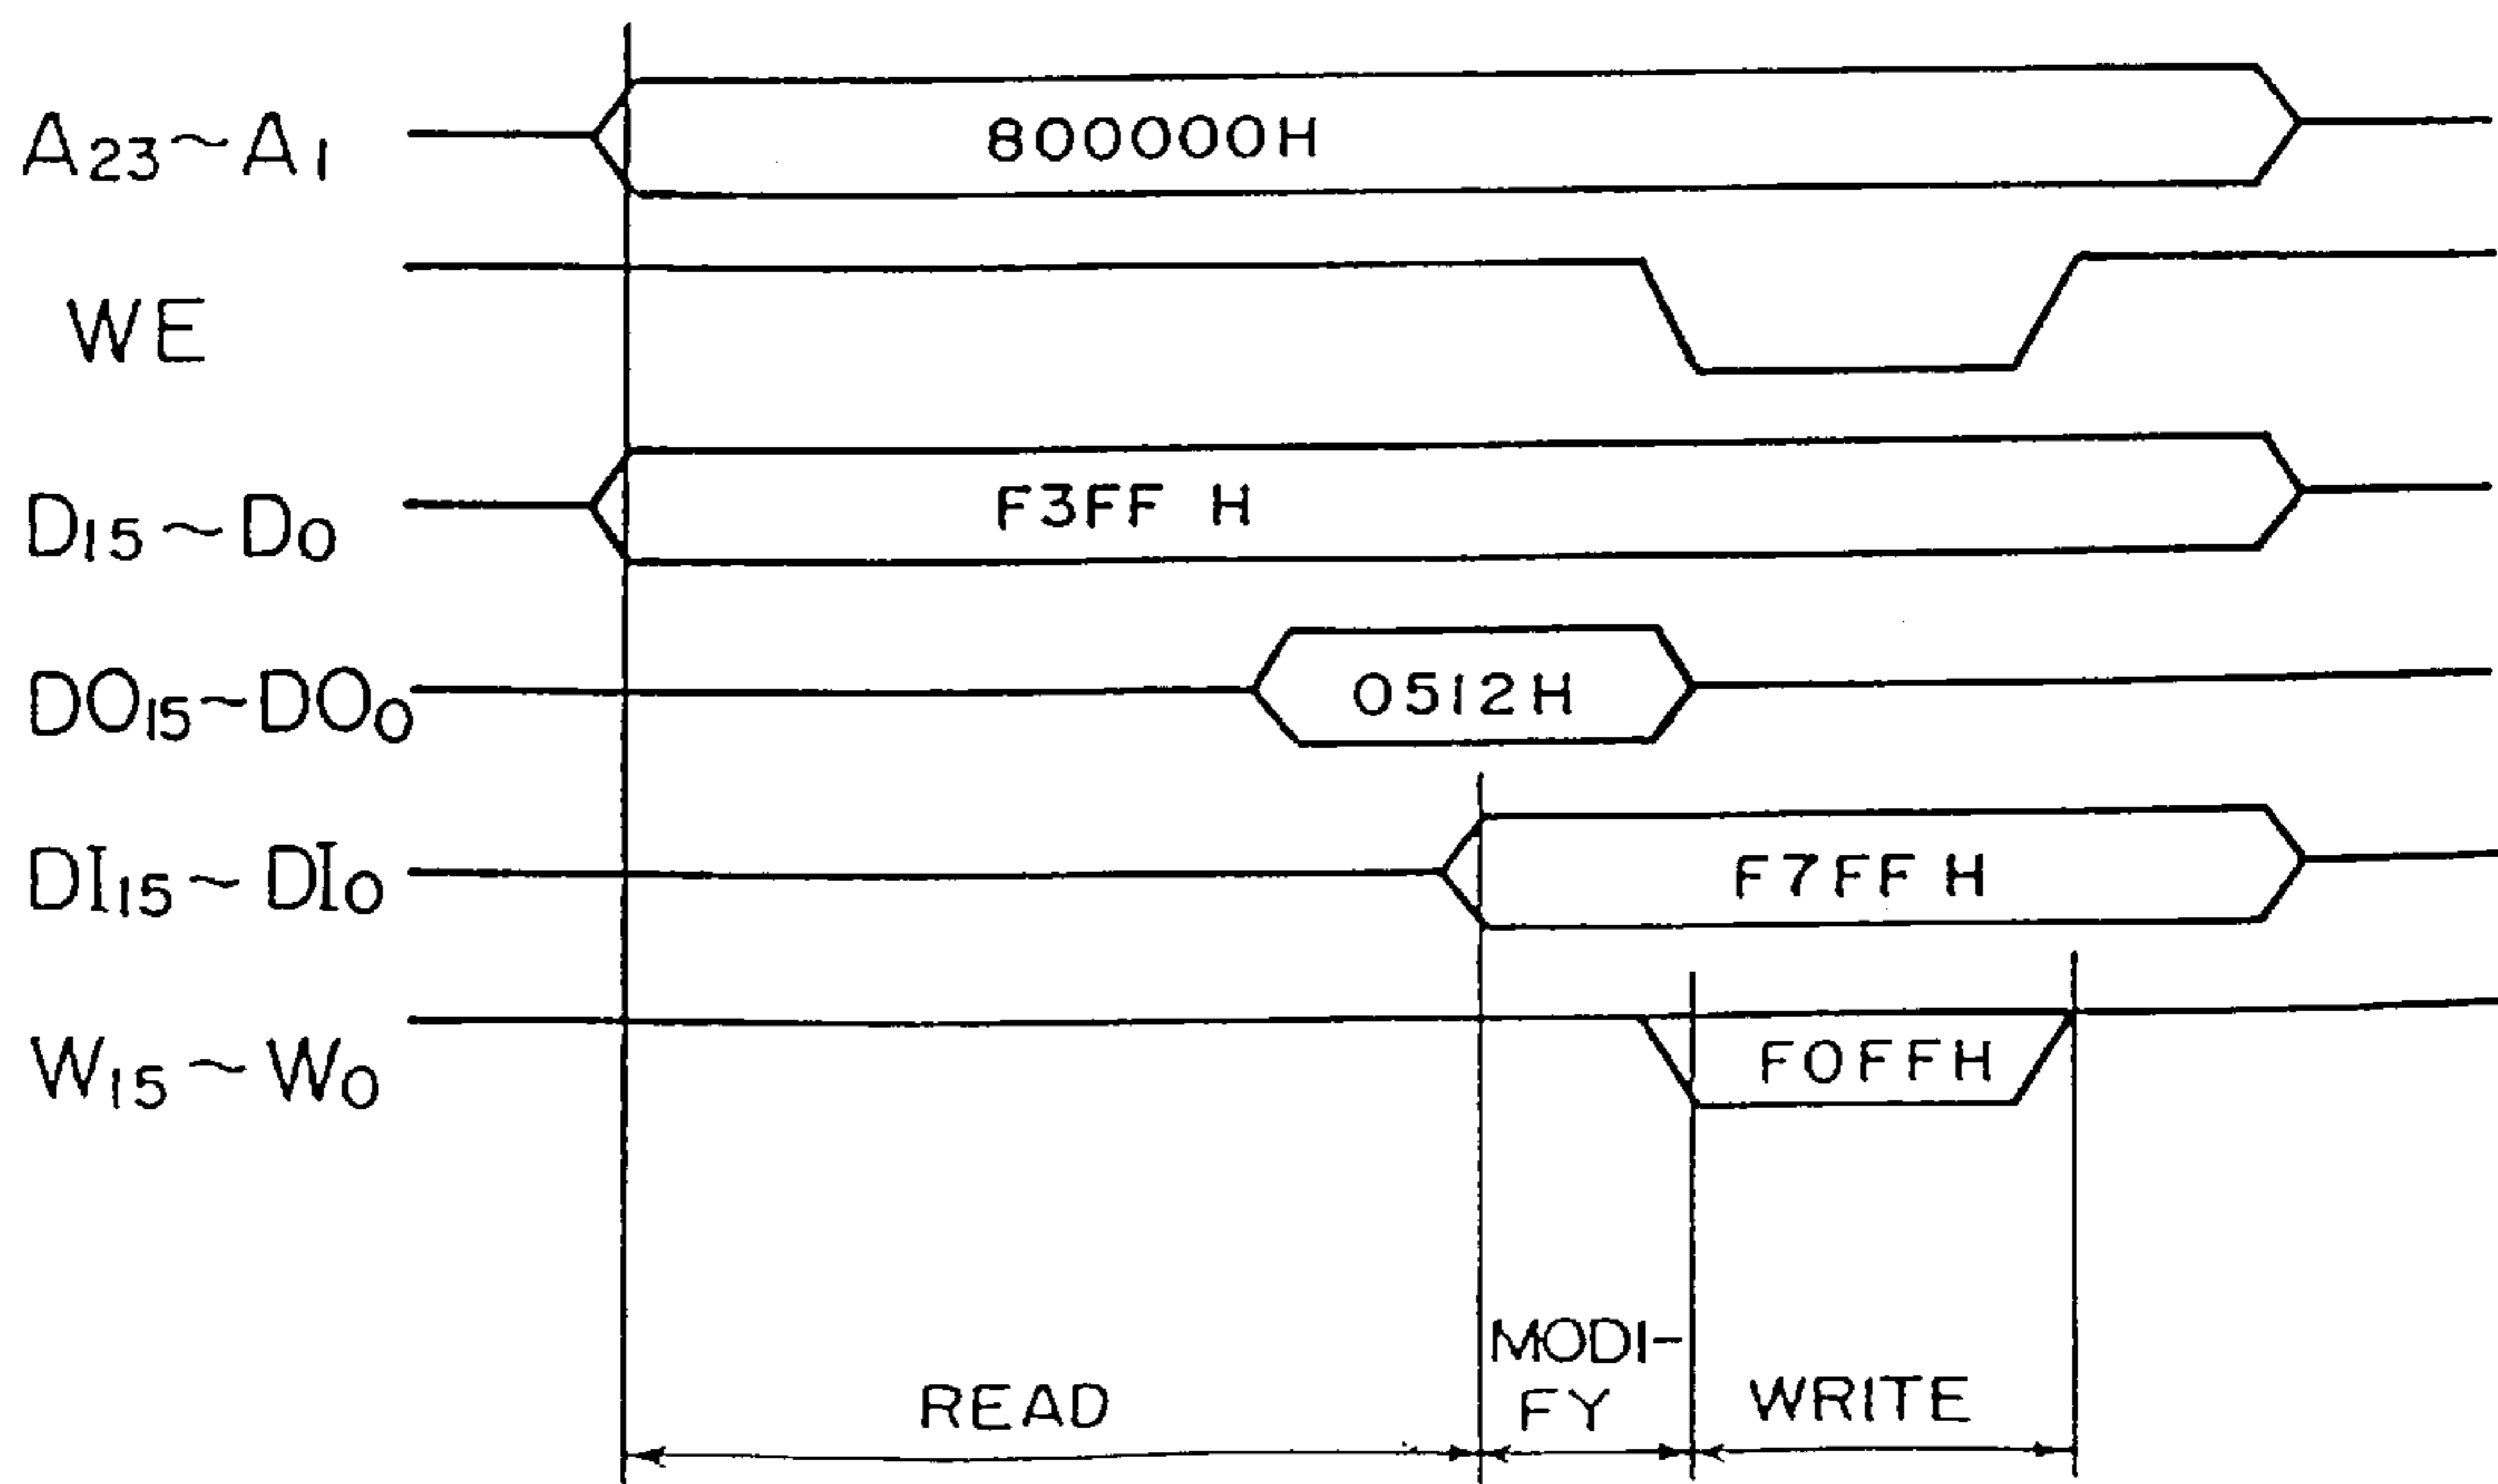 A23~A1 800000H
WE
D15~D0 F3FF H
DO15~DO0 0512H
DI15~DI0 F7FF H
W15~W0 F0FFH
READ MODI-
FY WRITE